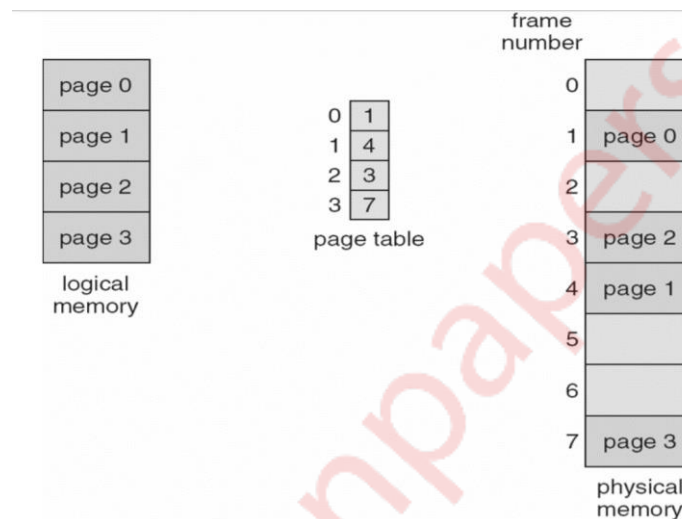 page 0
page 1
page 2
page 3
logical
memory
0 1
1 4
2 3
3 7
page table
frame
number
0
1 page 0
2
3 page 2
4 page 1
5
6
7 page 3
physical
memory
npapers